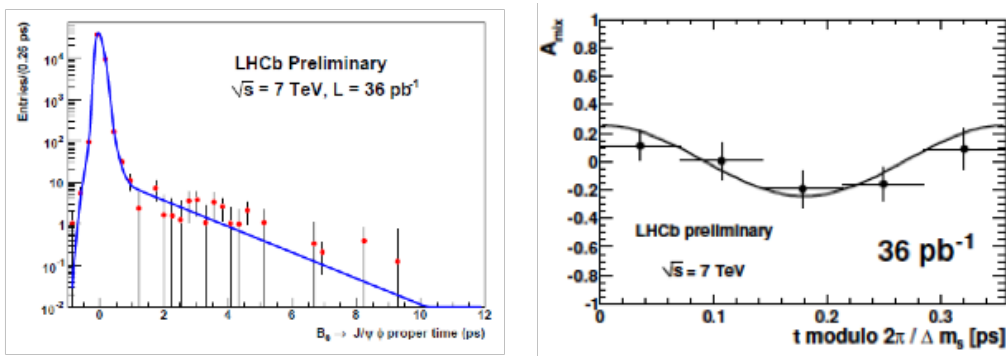 Entries/(0.26 ps)
10⁴
10³
10²
10
1
10⁻¹
10⁻²
LHCb Preliminary
√s = 7 TeV, L = 36 pb⁻¹
0 2 4 6 8 10 12
Bₛ → J/ψ ϕ proper time (ps)
A_mix
1
0.8
0.6
0.4
0.2
0
-0.2
-0.4
-0.6
-0.8
-1
LHCb preliminary
√s = 7 TeV
36 pb⁻¹
0 0.1 0.2 0.3
t modulo 2π / Δ mₛ [ps]